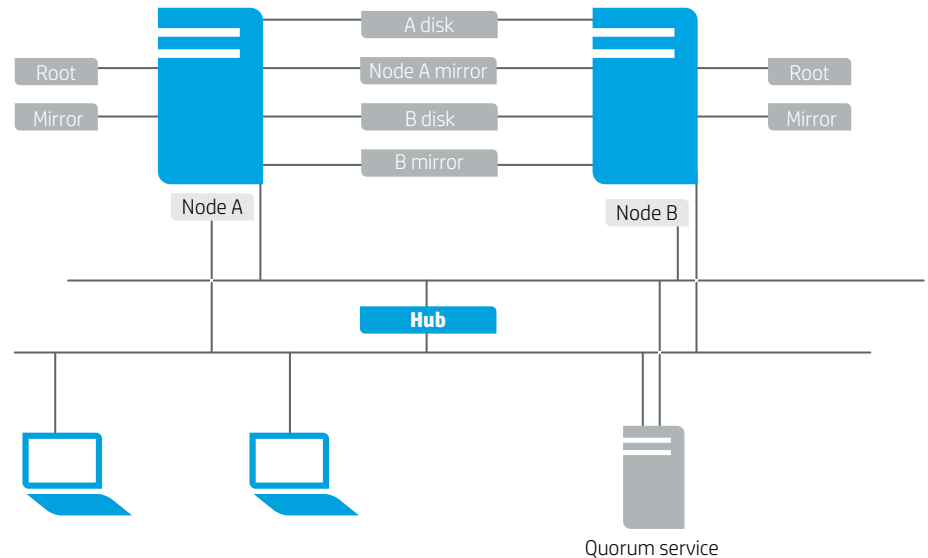 A disk
Root
Node A mirror
Root
Mirror
B disk
Mirror
B mirror
Node A
Node B
Hub
Quorum service